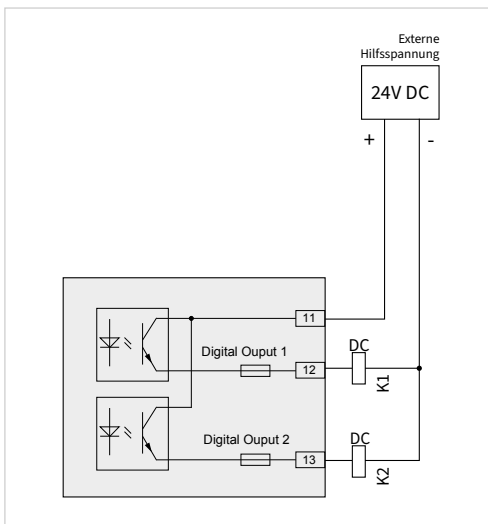 Externe
Hilfsspannung
24V DC
+
-
11
Digital Ouput 1
12
DC
K1
Digital Ouput 2
13
DC
K2